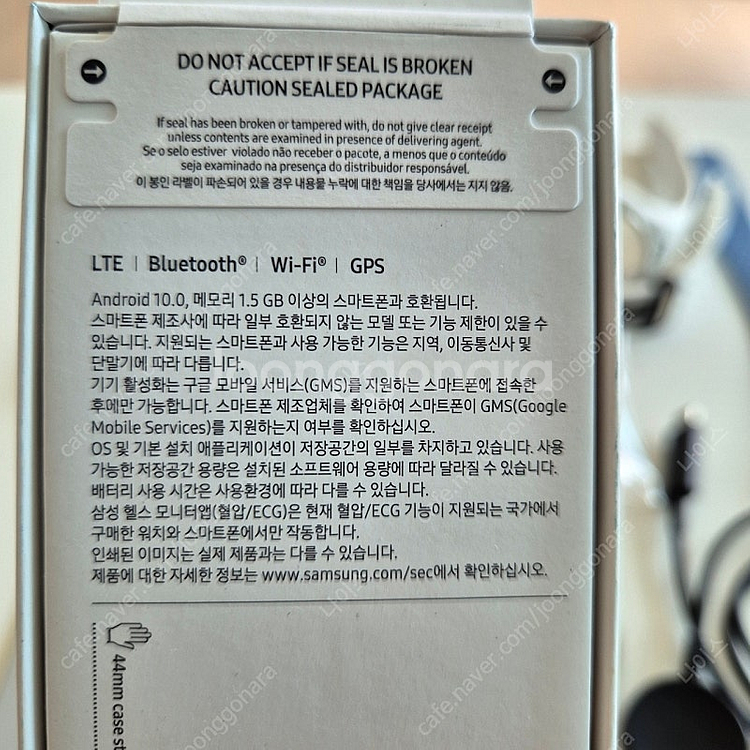 DO NOT ACCEPT IF SEAL IS BROKEN
CAUTION SEALED PACKAGE
If seal has been broken or tampered with, do not give clear receipt
unless contents are examined in presence of delivering agent.
Se o selo estiver violado não receber o pacote, a menos que o conteúdo
seja examinado na presença do distribuidor responsável.
이 봉인 라벨이 파손되어 있을 경우 내용물 누락에 대한 책임을 당사에서는 지지 않음.
LTE | Bluetooth® | Wi-Fi® | GPS
Android 10.0, 메모리 1.5 GB 이상의 스마트폰과 호환됩니다.
스마트폰 제조사에 따라 일부 호환되지 않는 모델 또는 기능 제한이 있을 수
있습니다. 지원되는 스마트폰과 사용 가능한 기능은 지역, 이동통신사 및
단말기에 따라 다릅니다.
joonggonara
기기 활성화는 구글 모바일 서비스(GMS)를 지원하는 스마트폰에 접속한
후에만 가능합니다. 스마트폰 제조업체를 확인하여 스마트폰이 GMS(Google
Mobile Services)를 지원하는지 여부를 확인하십시오.
OS 및 기본 설치 애플리케이션이 저장공간의 일부를 차지하고 있습니다. 사용
가능한 저장공간 용량은 설치된 소프트웨어 용량에 따라 달라질 수 있습니다.
배터리 사용 시간은 사용환경에 따라 다를 수 있습니다.
삼성 헬스 모니터앱(혈압/ECG)은 현재 혈압/ECG 기능이 지원되는 국가에서
구매한 워치와 스마트폰에서만 작동합니다.
인쇄된 이미지는 실제 제품과는 다를 수 있습니다.
제품에 대한 자세한 정보는 www.samsung.com/sec에서 확인하십시오.
44mm case
cafe.naver.com/joonggonara
나이스